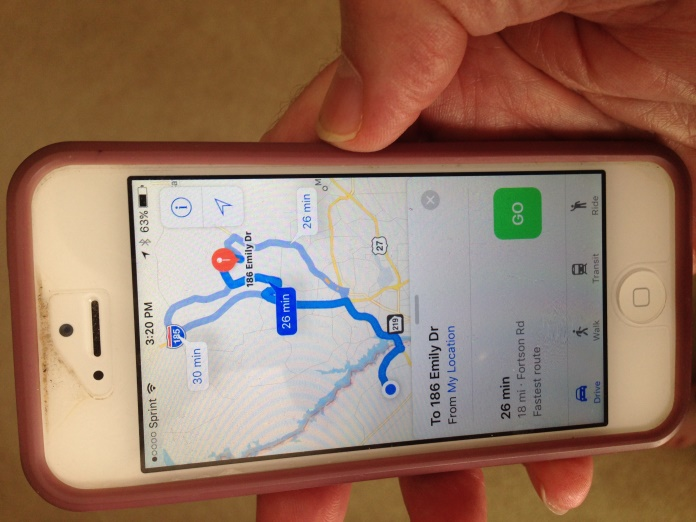 Sprint 3:20 PM 63%
185
30 min
26 min
186 Emily Dr
26 min
M
27
219
To 186 Emily Dr
From My Location
26 min
18 mi · Fortson Rd
Fastest route
GO
Drive Walk Transit Ride